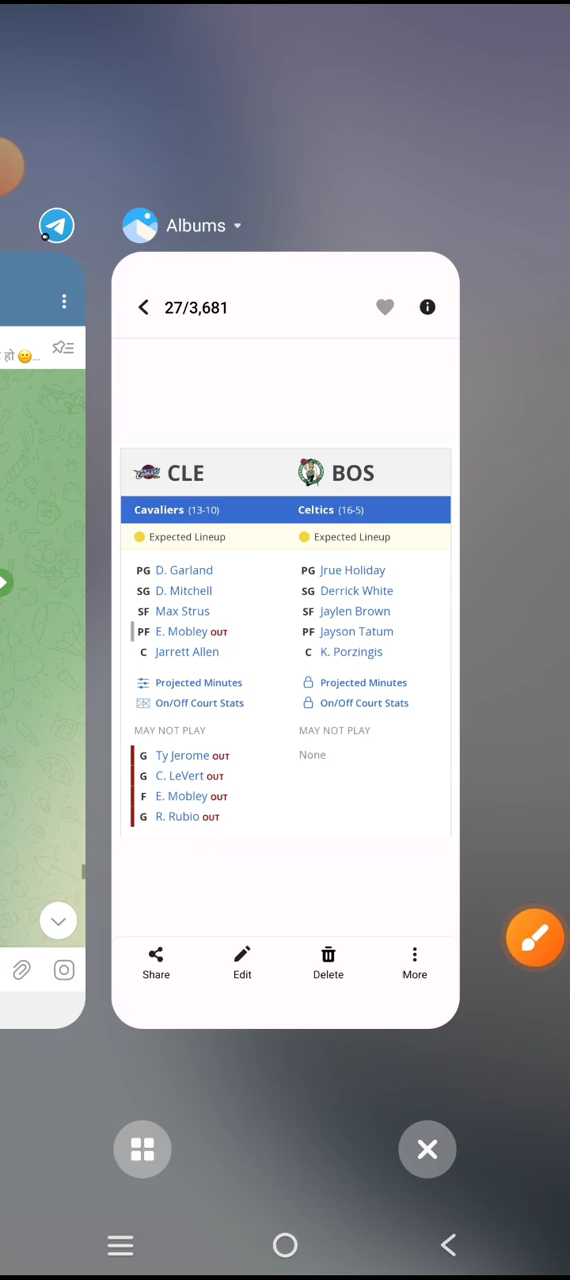 Albums
27/3,681
हो 😕...
CLE BOS
Cavaliers (13-10) Celtics (16-5)
Expected Lineup Expected Lineup
PG D. Garland PG Jrue Holiday
SG D. Mitchell SG Derrick White
SF Max Strus SF Jaylen Brown
PF E. Mobley OUT PF Jayson Tatum
C Jarrett Allen C K. Porzingis
Projected Minutes Projected Minutes
On/Off Court Stats On/Off Court Stats
MAY NOT PLAY MAY NOT PLAY
G Ty Jerome OUT None
G C. LeVert OUT
F E. Mobley OUT
G R. Rubio OUT
Share Edit Delete More